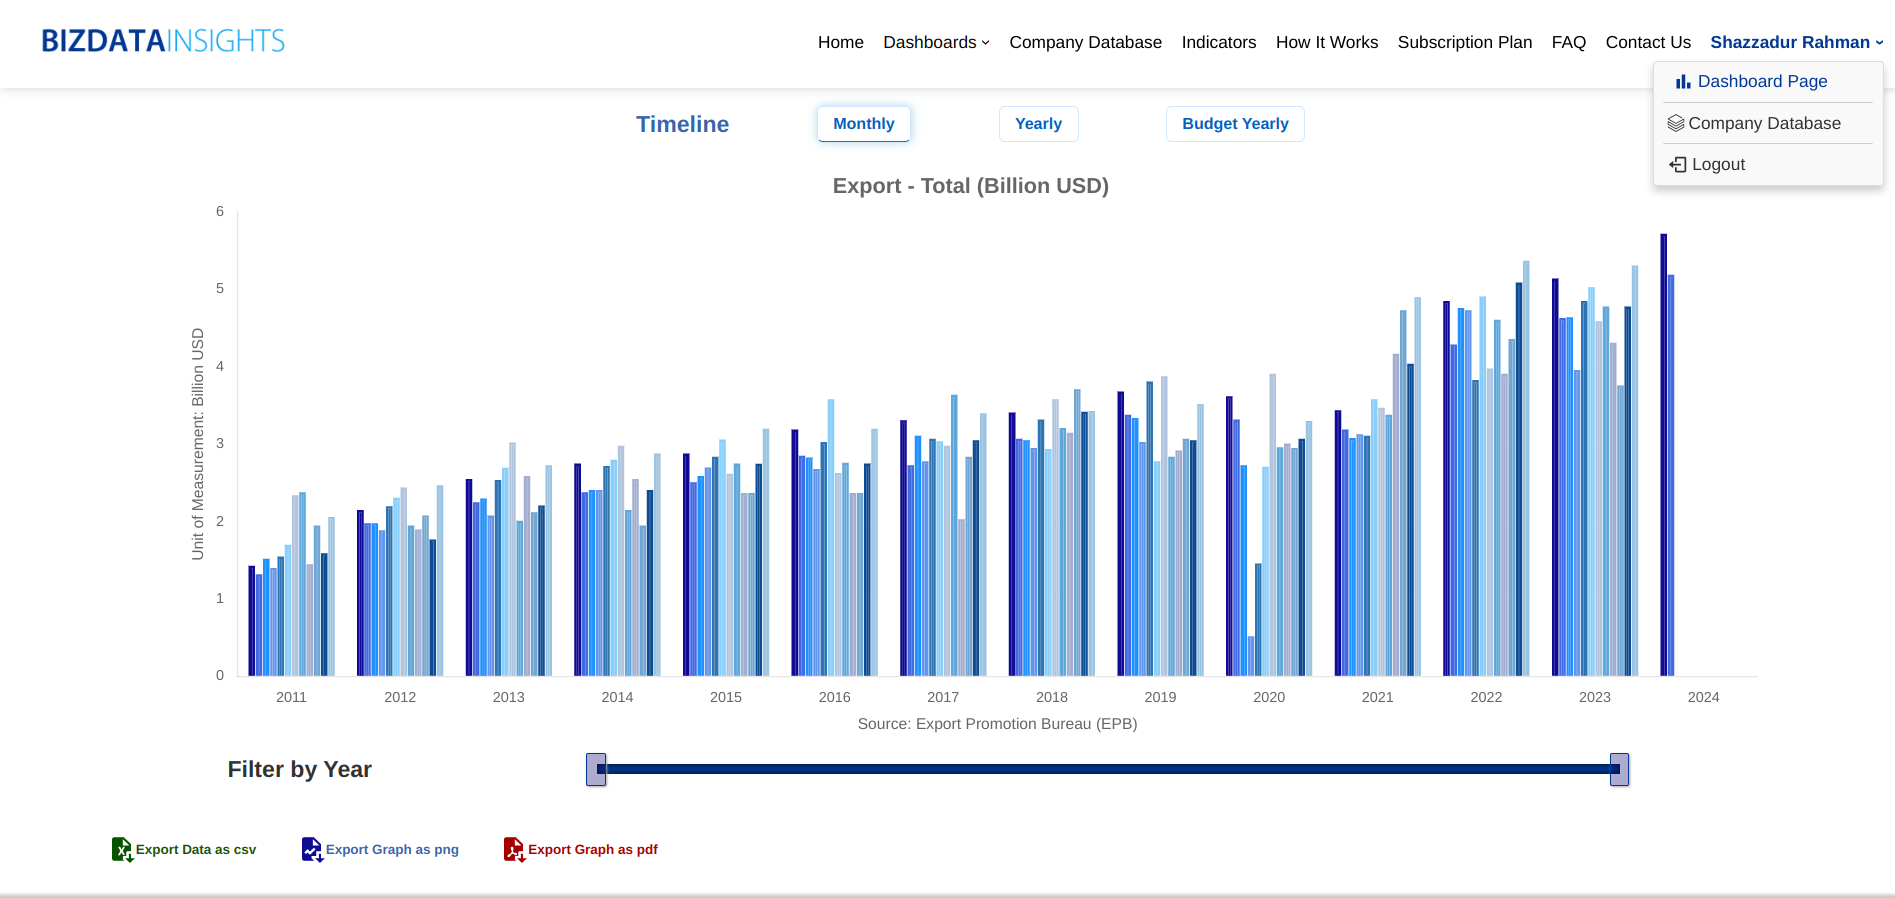 BIZDATAINSIGHTS
Home Dashboards Company Database Indicators How It Works Subscription Plan FAQ Contact Us Shazzadur Rahman
Dashboard Page
Company Database
Logout
Timeline Monthly Yearly Budget Yearly
Export - Total (Billion USD)
Unit of Measurement: Billion USD
6
5
4
3
2
1
0
2011 2012 2013 2014 2015 2016 2017 2018 2019 2020 2021 2022 2023 2024
Source: Export Promotion Bureau (EPB)
Filter by Year
Export Data as csv Export Graph as png Export Graph as pdf